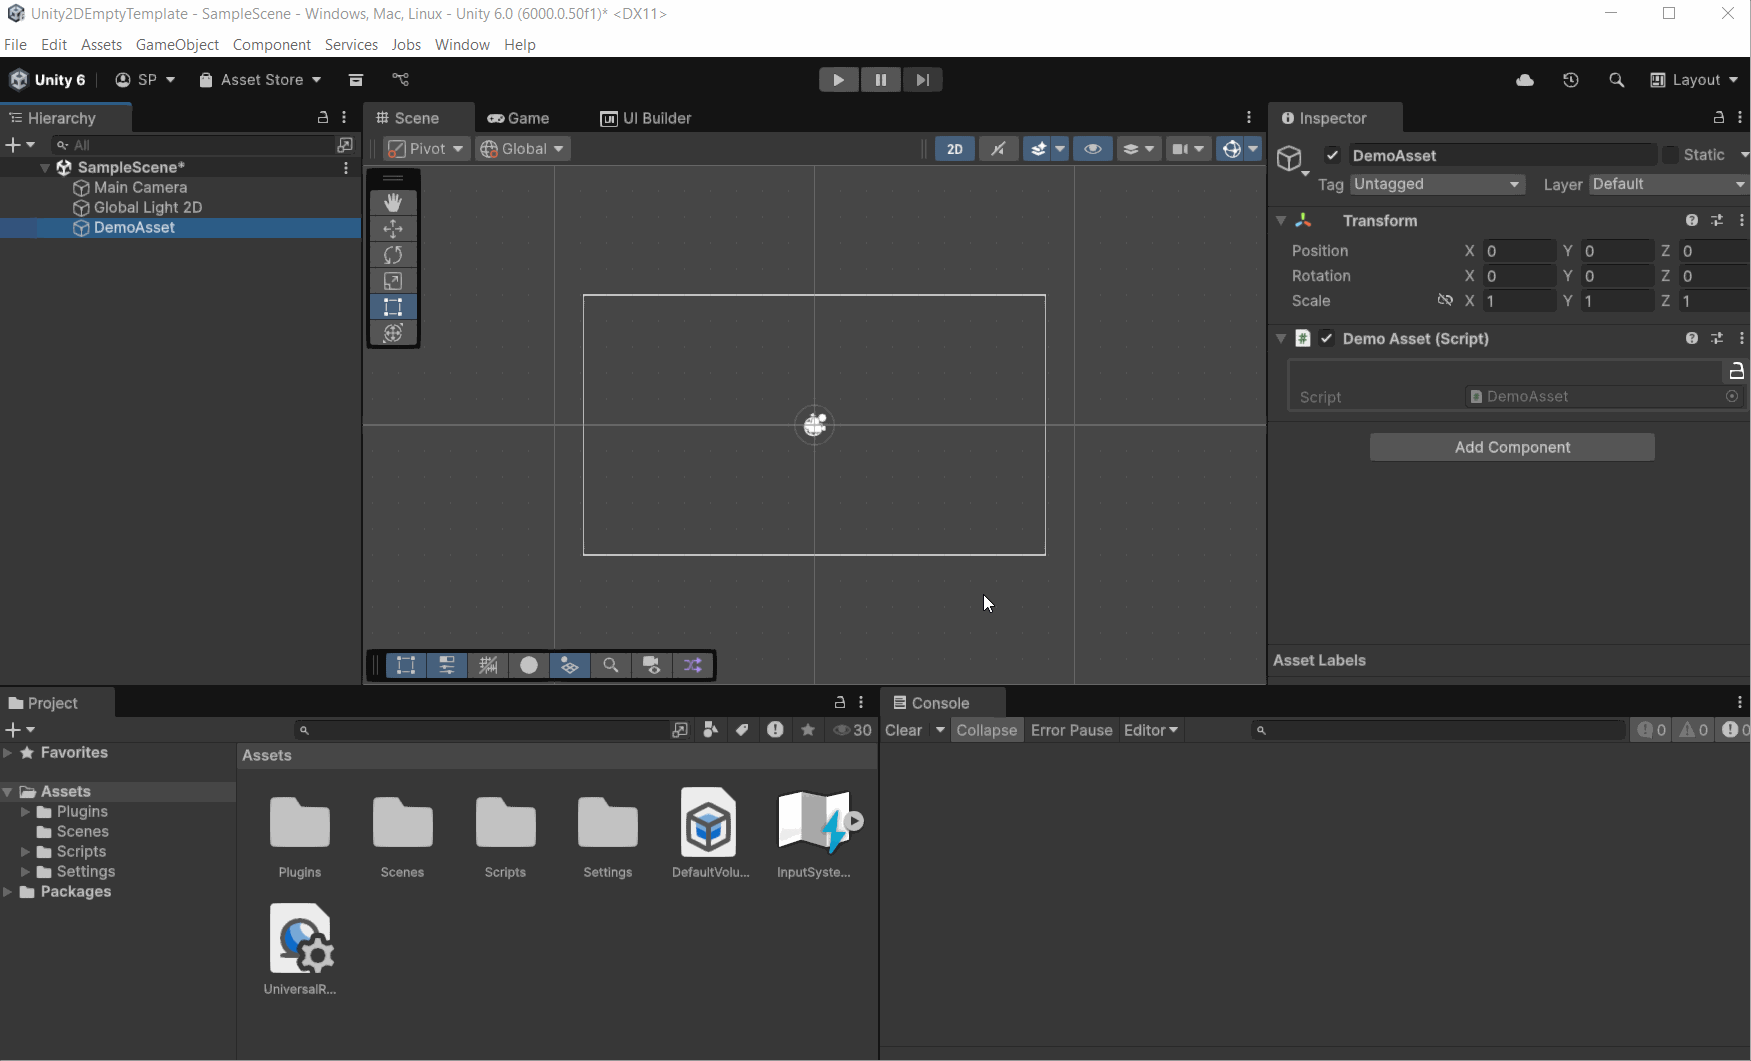 Unity2DEmptyTemplate - SampleScene - Windows, Mac, Linux - Unity 6.0 (6000.0.50f1)* <DX11>
File Edit Assets GameObject Component Services Jobs Window Help
Unity 6 SP Asset Store Layout
Hierarchy
All
SampleScene*
Main Camera
Global Light 2D
DemoAsset
Scene Game UI Builder
Pivot Global 2D
Inspector
DemoAsset Static
Tag Untagged Layer Default
Transform
Position X 0 Y 0 Z 0
Rotation X 0 Y 0 Z 0
Scale X 1 Y 1 Z 1
Demo Asset (Script)
Script DemoAsset
Add Component
Asset Labels
Project
30
Favorites
Assets
Plugins
Scenes
Scripts
Settings
Packages
Assets
Plugins Scenes Scripts Settings DefaultVolu... InputSyste...
UniversalR...
Console
Clear Collapse Error Pause Editor 0 0 0